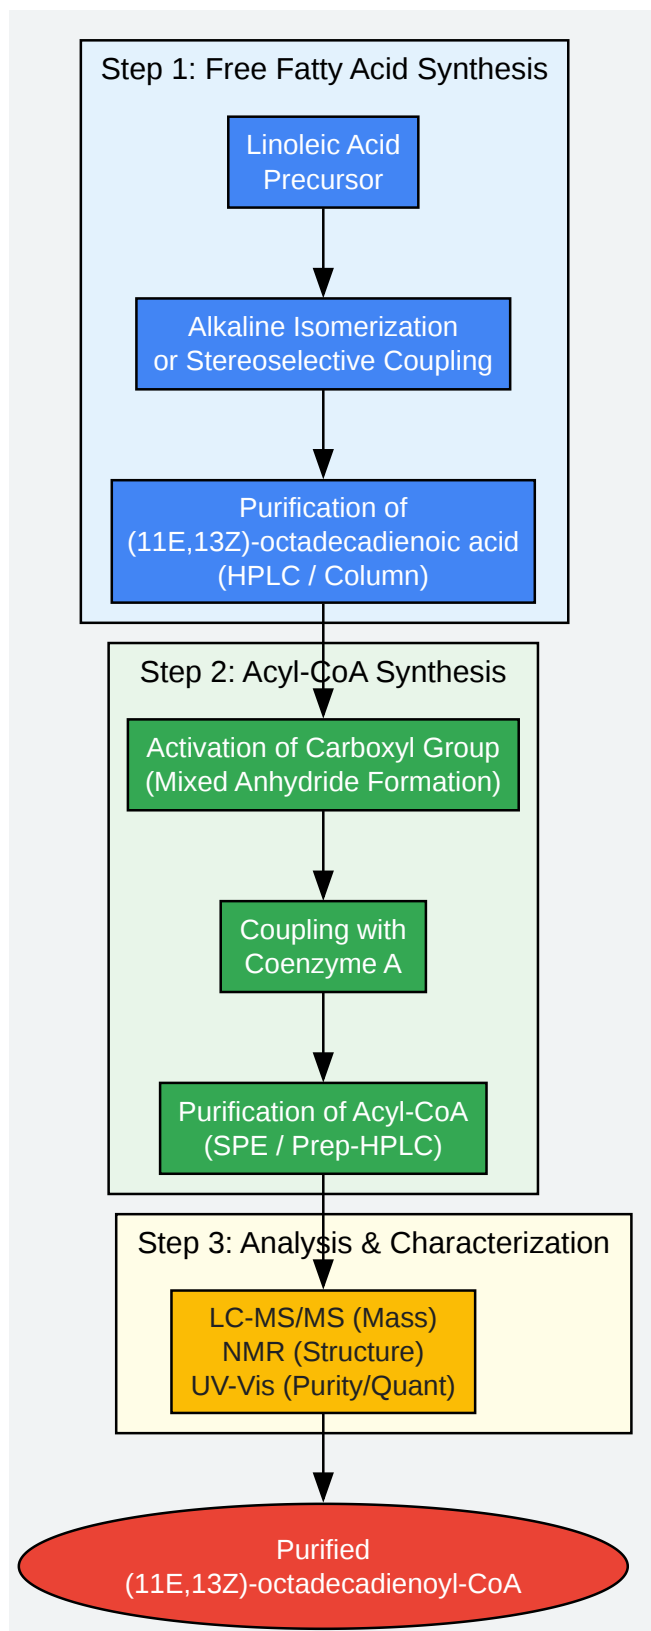 Step 1: Free Fatty Acid Synthesis
Linoleic Acid
Precursor
Alkaline Isomerization
or Stereoselective Coupling
Purification of
(11E,13Z)-octadecadienoic acid
(HPLC / Column)
Step 2: Acyl-CoA Synthesis
Activation of Carboxyl Group
(Mixed Anhydride Formation)
Coupling with
Coenzyme A
Purification of Acyl-CoA
(SPE / Prep-HPLC)
Step 3: Analysis & Characterization
LC-MS/MS (Mass)
NMR (Structure)
UV-Vis (Purity/Quant)
Purified
(11E,13Z)-octadecadienoyl-CoA